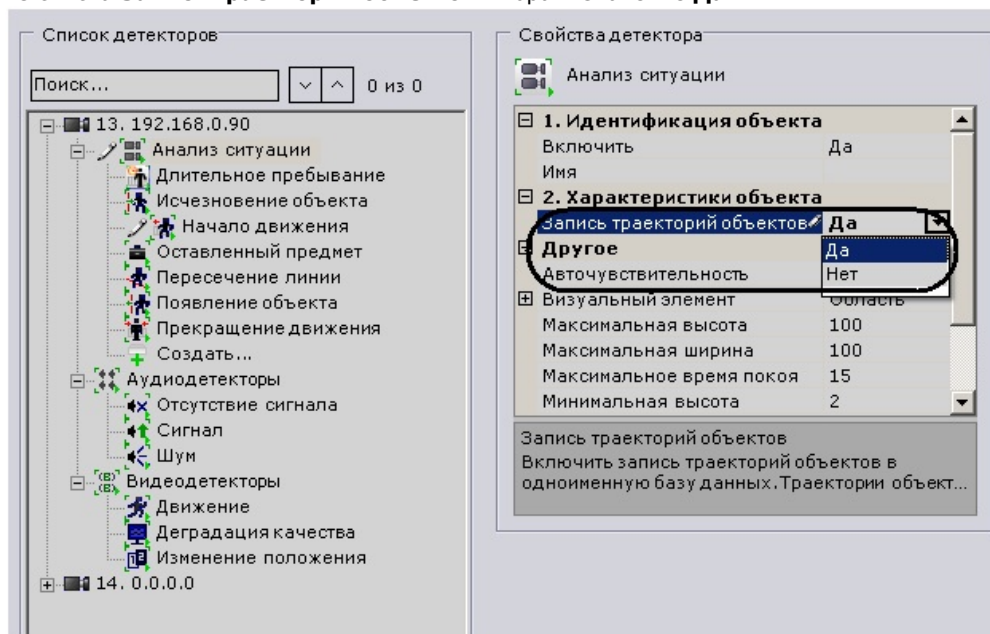 Список детекторов
Поиск...
0 из 0
13. 192.168.0.90
Анализ ситуации
Длительное пребывание
Исчезновение объекта
Начало движения
Оставленный предмет
Пересечение линии
Появление объекта
Прекращение движения
Создать...
Аудиодетекторы
Отсутствие сигнала
Сигнал
Шум
Видеодетекторы
Движение
Деградация качества
Изменение положения
14. 0.0.0.0
Свойства детектора
Анализ ситуации
1. Идентификация объекта
Включить Да
Имя
2. Характеристики объекта
Запись траекторий объектов Да
Другое Да
Авточувствительность Нет
Визуальный элемент Область
Максимальная высота 100
Максимальная ширина 100
Максимальное время покоя 15
Минимальная высота 2
Запись траекторий объектов
Включить запись траекторий объектов в
одноименную базу данных. Траектории объект...